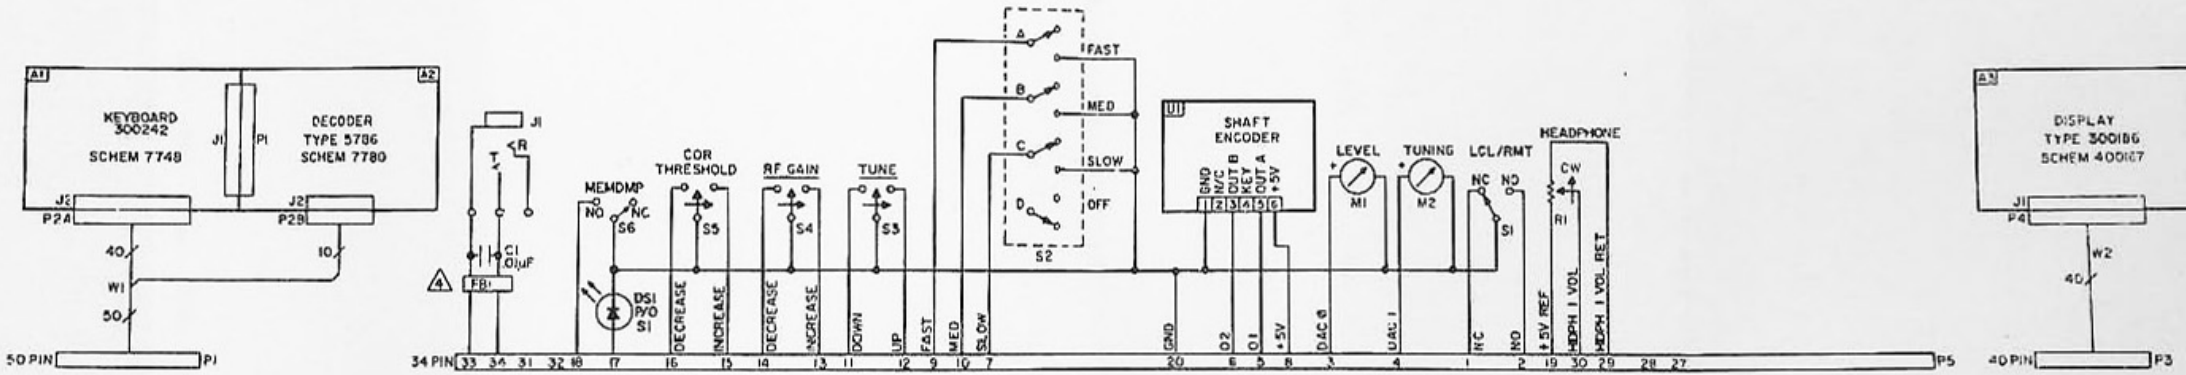 A1
A2
KEYBOARD
300242
SCHEM 7748
J1
P1
DECODER
TYPE 5786
SCHEM 7780
J2
P2A
J2
P2B
40
10
W1
50
50 PIN
P1
J1
R
T
C1
.01µF
4
FB1
34 PIN
MEMDMP
NO
NC
S6
DS1
P/O
S1
COR
THRESHOLD
S5
DECREASE
INCREASE
RF GAIN
S4
DECREASE
INCREASE
TUNE
S3
DOWN
UP
A
FAST
B
MED
C
SLOW
D
OFF
S2
FAST
MED
SLOW
U1
SHAFT
ENCODER
GND
N/C
OUT B
KEY
OUT A
+5V
1 2 3 4 5 6
GND
02
01
+5V
LEVEL
+
M1
DAC 0
TUNING
+
M2
DAC 1
LCL/RMT
NC
NO
S1
NC
NO
HEADPHONE
CW
R1
+5V REF
HDPH 1 VOL
HDPH 1 VOL RET
33 34 31 32 18 17 16 15 14 13 11 12 9 10 7 20 6 5 8 3 4 1 2 19 30 29 28 27
P5
A3
DISPLAY
TYPE 300186
SCHEM 400187
J1
P4
W2
40
40 PIN
P3